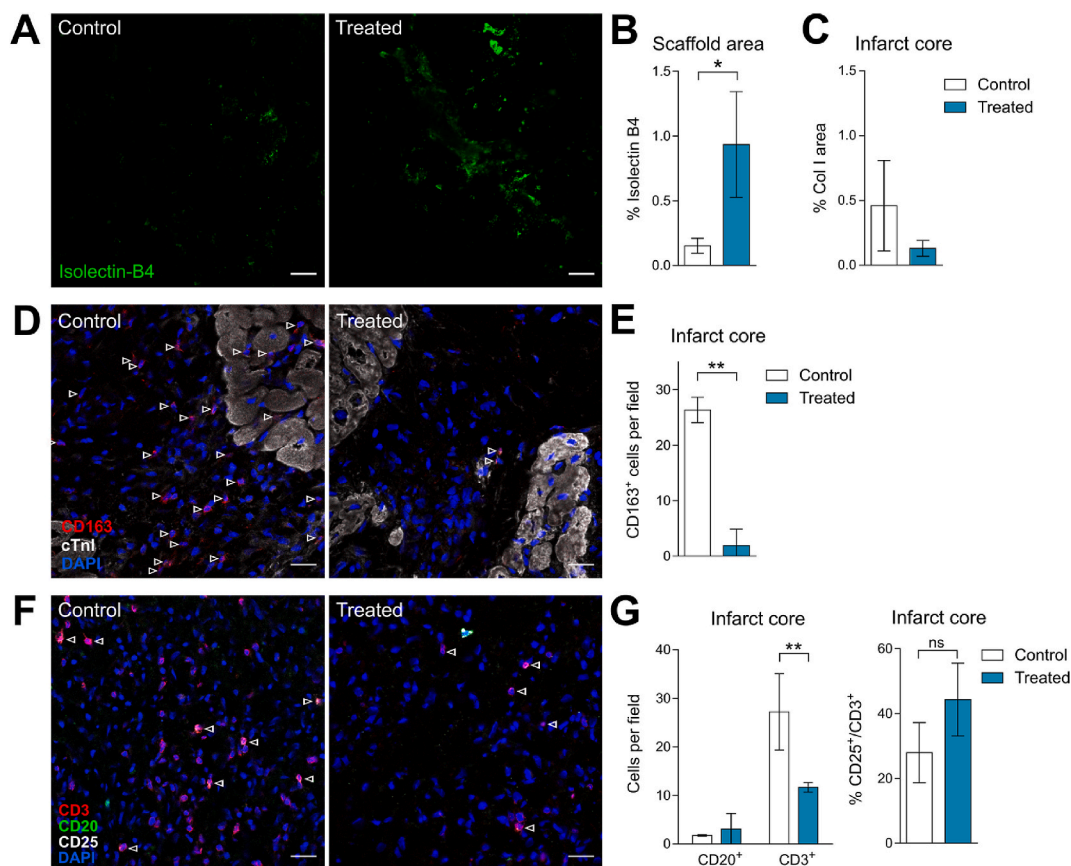 A
Control
Treated
Isolectin-B4
B
Scaffold area
*
% Isolectin B4
1.5
1.0
0.5
0.0
C
Infarct core
% Col I area
1.5
1.0
0.5
0.0
Control
Treated
D
Control
Treated
CD163
cTnI
DAPI
E
Infarct core
**
CD163⁺ cells per field
30
20
10
0
Control
Treated
F
Control
Treated
CD3
CD20
CD25
DAPI
G
Infarct core
**
Cells per field
40
30
20
10
0
CD20⁺
CD3⁺
Infarct core
ns
% CD25⁺/CD3⁺
60
40
20
0
Control
Treated